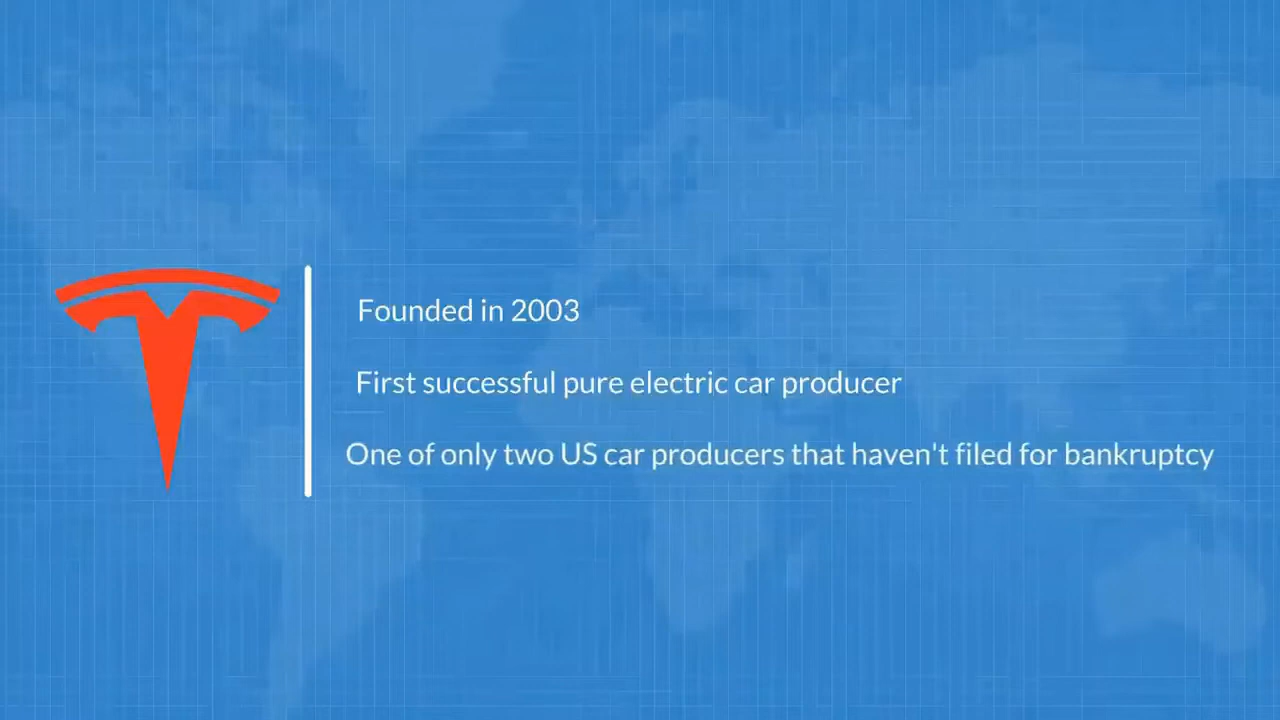 Founded in 2003
First successful pure electric car producer
One of only two US car producers that haven't filed for bankruptcy